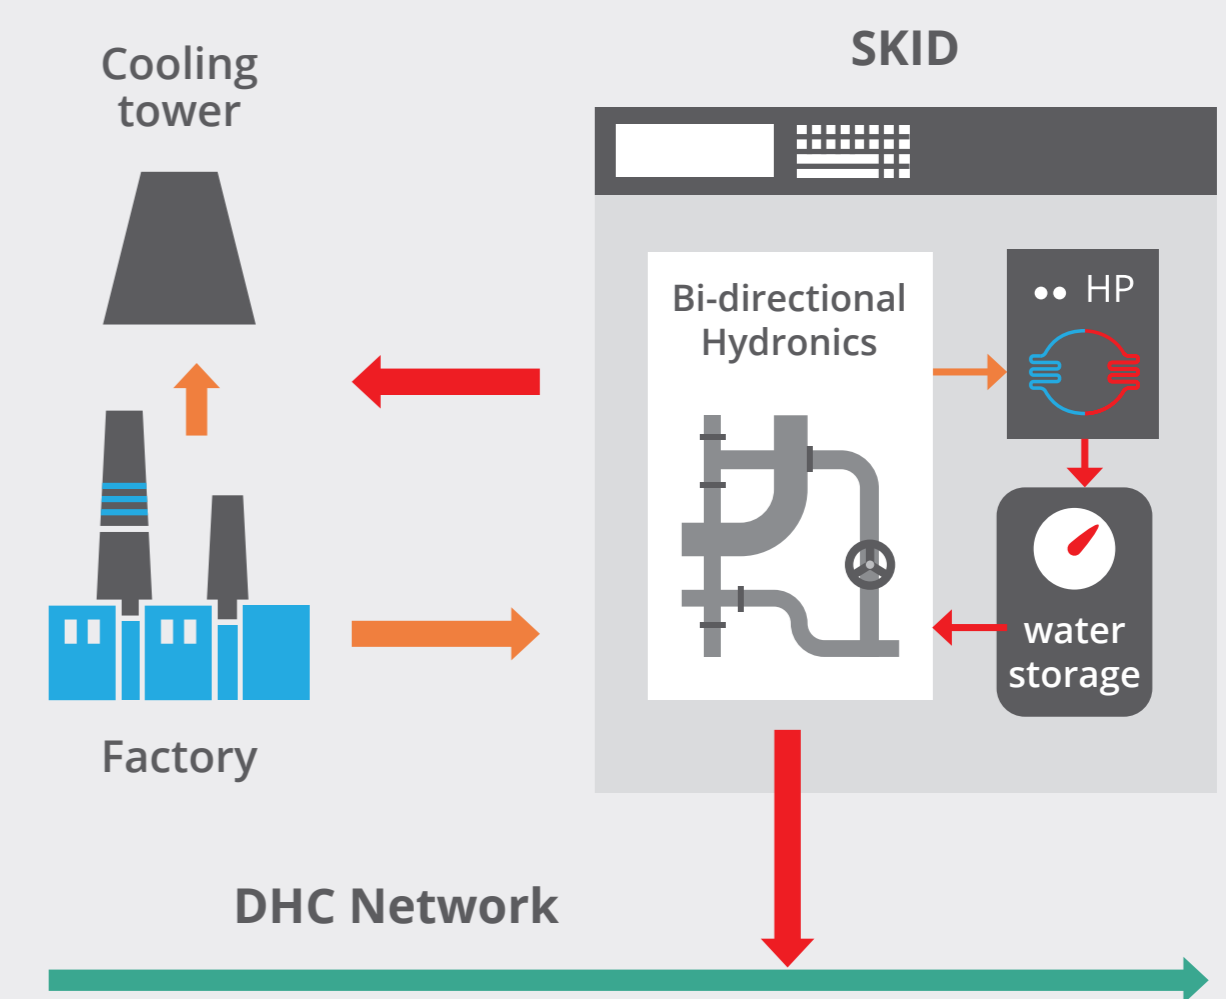 Cooling
tower
SKID
Bi-directional
Hydronics
HP
water
storage
Factory
DHC Network